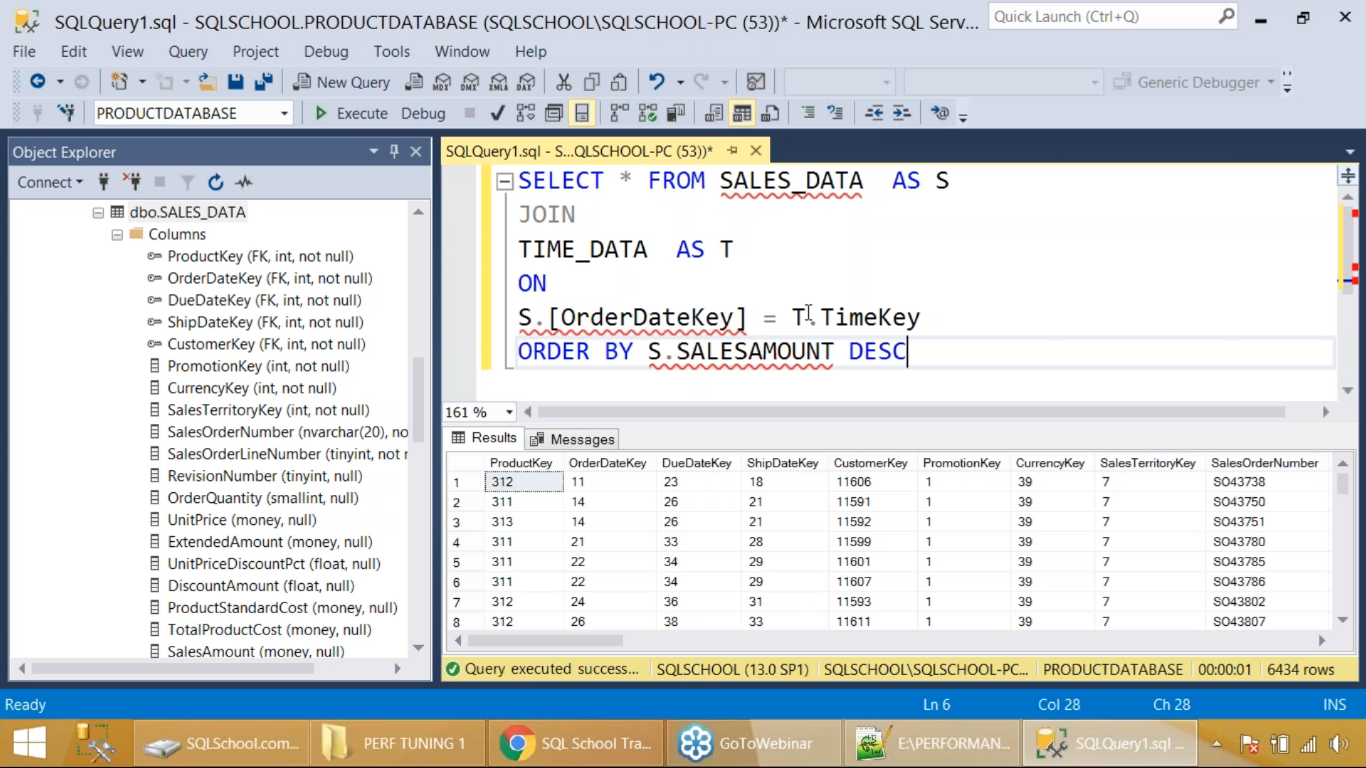 SQLQuery1.sql - SQLSCHOOL.PRODUCTDATABASE (SQLSCHOOL\SQLSCHOOL-PC (53))* - Microsoft SQL Serv...
Quick Launch (Ctrl+Q)
File Edit View Query Project Debug Tools Window Help
New Query
MDX DMX XMLA DAX
Generic Debugger
PRODUCTDATABASE
Execute Debug
Object Explorer
Connect
dbo.SALES_DATA
Columns
ProductKey (FK, int, not null)
OrderDateKey (FK, int, not null)
DueDateKey (FK, int, not null)
ShipDateKey (FK, int, not null)
CustomerKey (FK, int, not null)
PromotionKey (int, not null)
CurrencyKey (int, not null)
SalesTerritoryKey (int, not null)
SalesOrderNumber (nvarchar(20), no
SalesOrderLineNumber (tinyint, not r
RevisionNumber (tinyint, null)
OrderQuantity (smallint, null)
UnitPrice (money, null)
ExtendedAmount (money, null)
UnitPriceDiscountPct (float, null)
DiscountAmount (float, null)
ProductStandardCost (money, null)
TotalProductCost (money, null)
SalesAmount (money, null)
SQLQuery1.sql - S...QLSCHOOL-PC (53))*
SELECT * FROM SALES_DATA AS S
JOIN
TIME_DATA AS T
ON
S.[OrderDateKey] = T.TimeKey
ORDER BY S.SALESAMOUNT DESC
161 %
Results Messages
ProductKey OrderDateKey DueDateKey ShipDateKey CustomerKey PromotionKey CurrencyKey SalesTerritoryKey SalesOrderNumber
1 312 11 23 18 11606 1 39 7 SO43738
2 311 14 26 21 11591 1 39 7 SO43750
3 313 14 26 21 11592 1 39 7 SO43751
4 311 21 33 28 11599 1 39 7 SO43780
5 311 22 34 29 11601 1 39 7 SO43785
6 311 22 34 29 11607 1 39 7 SO43786
7 312 24 36 31 11593 1 39 7 SO43802
8 312 26 38 33 11611 1 39 7 SO43807
Query executed success... SQLSCHOOL (13.0 SP1) SQLSCHOOL\SQLSCHOOL-PC... PRODUCTDATABASE 00:00:01 6434 rows
Ready Ln 6 Col 28 Ch 28 INS
SQLSchool.com... PERF TUNING 1 SQL School Tra... GoToWebinar E:\PERFORMAN... SQLQuery1.sql ...